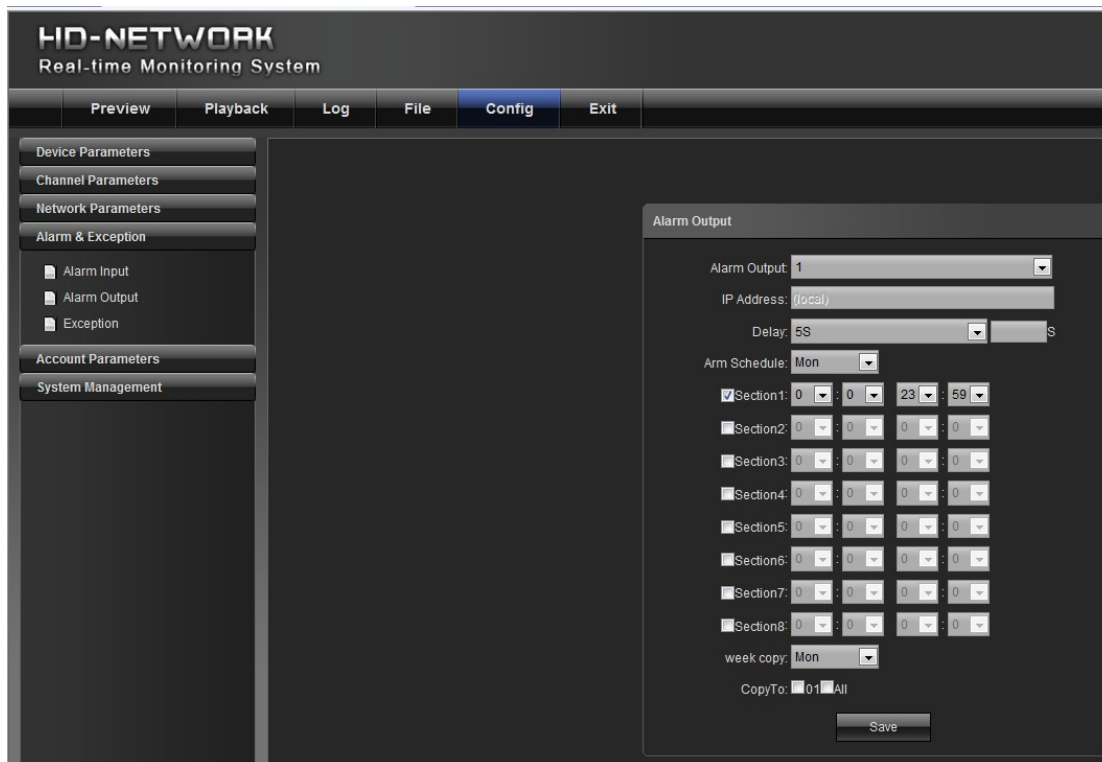 HD-NETWORK
Real-time Monitoring System
Preview Playback Log File Config Exit
Device Parameters
Channel Parameters
Network Parameters
Alarm & Exception
Alarm Input
Alarm Output
Exception
Account Parameters
System Management
Alarm Output
Alarm Output: 1
IP Address: (local)
Delay: 5S S
Arm Schedule: Mon
Section1: 0 : 0 23 : 59
Section2: 0 : 0 0 : 0
Section3: 0 : 0 0 : 0
Section4: 0 : 0 0 : 0
Section5: 0 : 0 0 : 0
Section6: 0 : 0 0 : 0
Section7: 0 : 0 0 : 0
Section8: 0 : 0 0 : 0
week copy: Mon
CopyTo: 01 All
Save